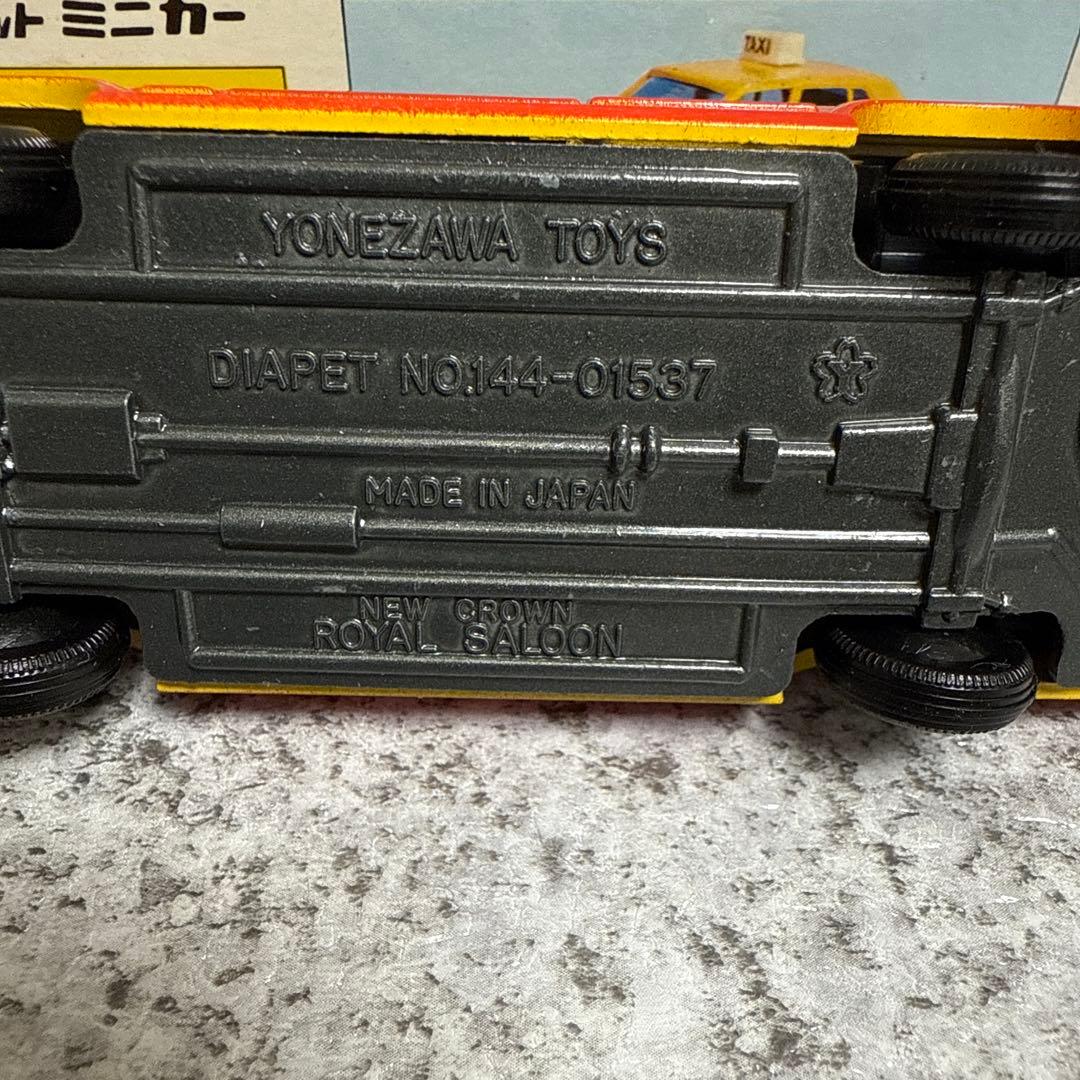 ット ミニカー
TAXI
YONEZAWA TOYS
DIAPET NO.144-01537
MADE IN JAPAN
NEW CROWN
ROYAL SALOON